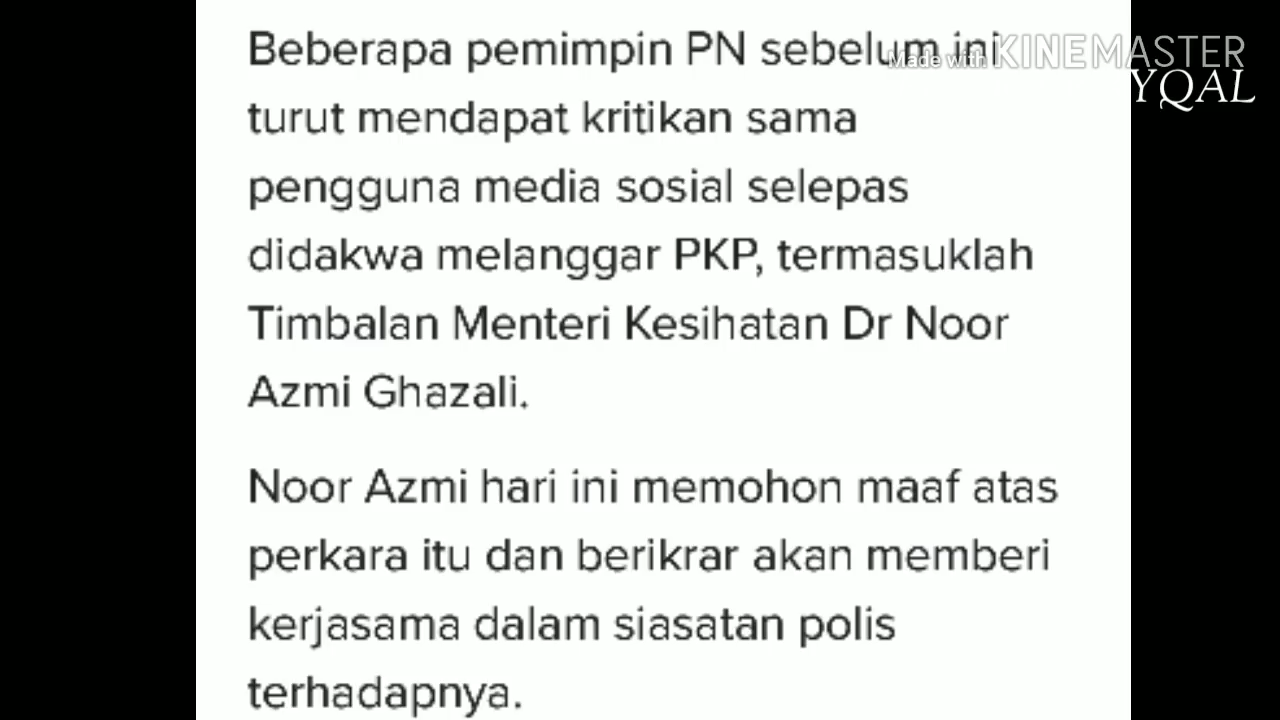 Beberapa pemimpin PN sebelum ini
Made with KINEMASTER
YQAL
turut mendapat kritikan sama
pengguna media sosial selepas
didakwa melanggar PKP, termasuklah
Timbalan Menteri Kesihatan Dr Noor
Azmi Ghazali.
Noor Azmi hari ini memohon maaf atas
perkara itu dan berikrar akan memberi
kerjasama dalam siasatan polis
terhadapnya.